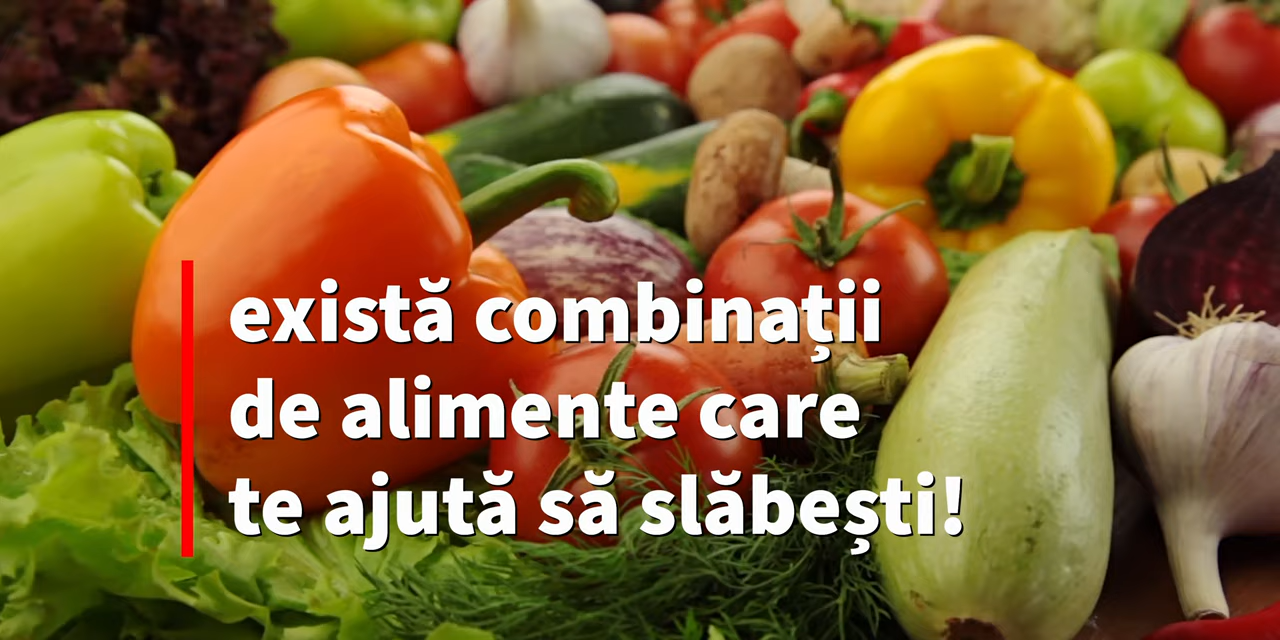 există combinații
de alimente care
te ajută să slăbești!